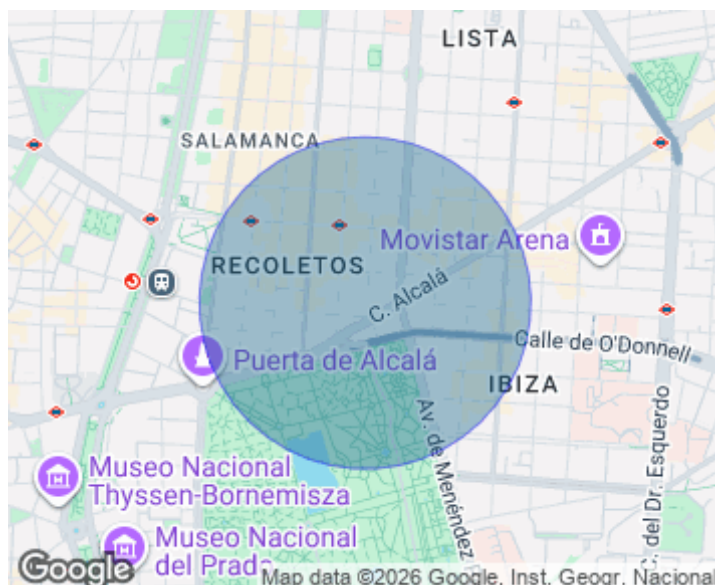 LISTA
SALAMANCA
Movistar Arena
RECOLETOS
C. Alcalá
Calle de O'Donnell
Puerta de Alcalá
IBIZA
Av. de Menéndez
C. del Dr. Esquerdo
Museo Nacional
Thyssen-Bornemisza
Museo Nacional
del Prado
Google
Map data ©2026 Google, Inst. Geogr. Nacional